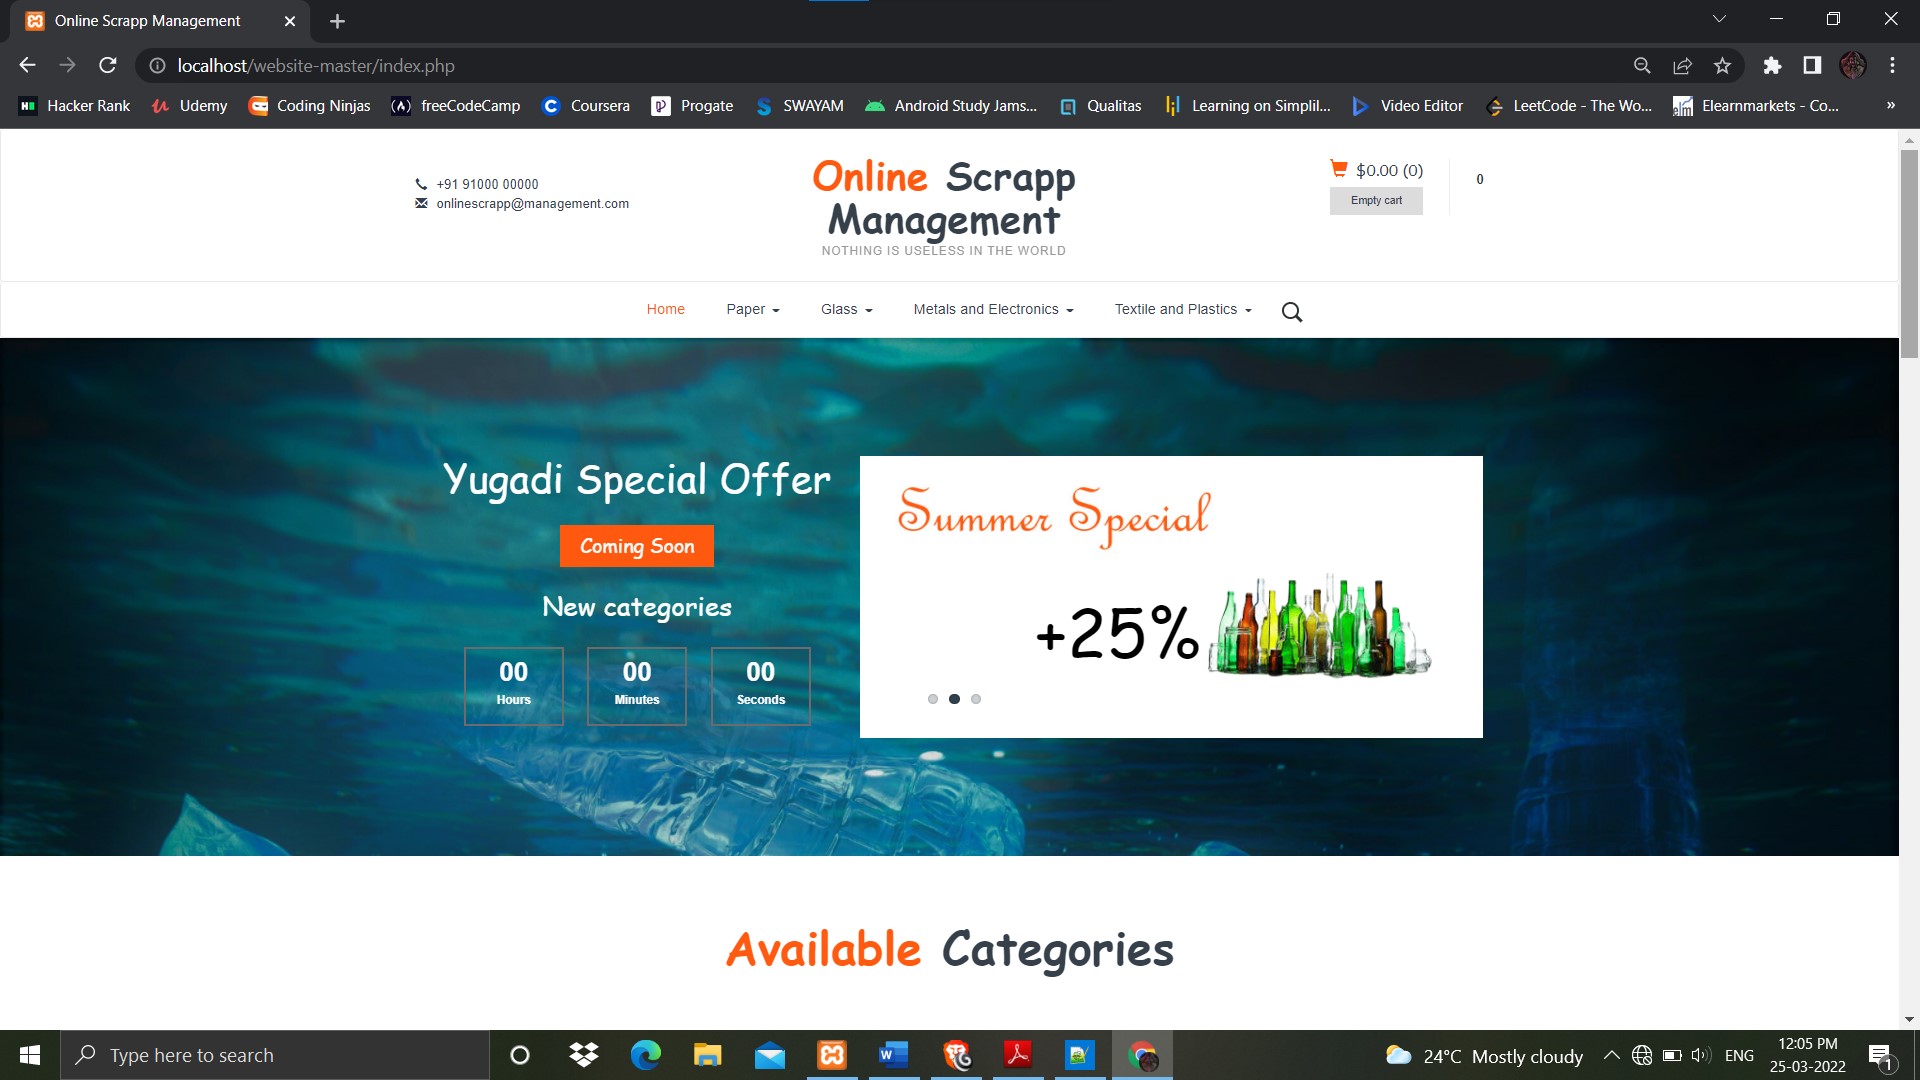 Online Scrapp Management
localhost/website-master/index.php
Hacker Rank Udemy Coding Ninjas freeCodeCamp Coursera Progate SWAYAM Android Study Jams... Qualitas Learning on Simplil... Video Editor LeetCode - The Wo... Elearnmarkets - Co... »
+91 91000 00000
onlinescrapp@management.com
Online Scrapp
Management
NOTHING IS USELESS IN THE WORLD
$0.00 (0)
Empty cart
0
Home Paper Glass Metals and Electronics Textile and Plastics
Yugadi Special Offer
Coming Soon
New categories
00 00 00
Hours Minutes Seconds
Summer Special
+25%
Available Categories
Type here to search
24°C Mostly cloudy
ENG
12:05 PM
25-03-2022
1